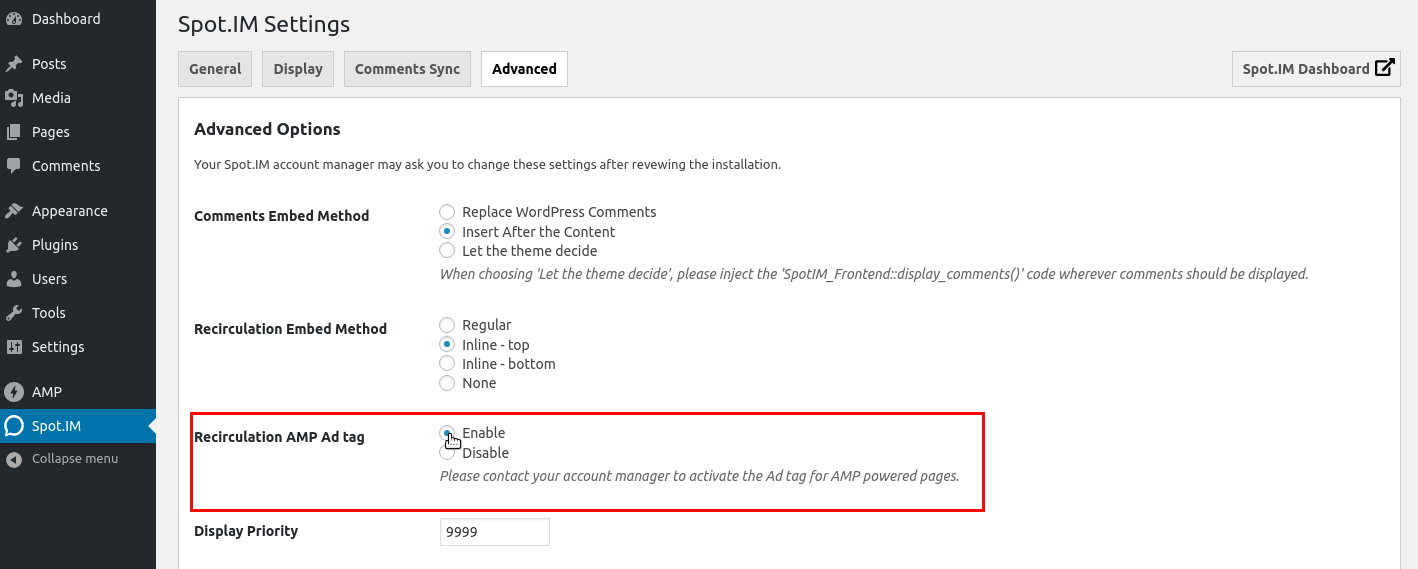 Dashboard
Posts
Media
Pages
Comments
Appearance
Plugins
Users
Tools
Settings
AMP
Spot.IM
Collapse menu
Spot.IM Settings
General
Display
Comments Sync
Advanced
Spot.IM Dashboard
Advanced Options
Your Spot.IM account manager may ask you to change these settings after revewing the installation.
Comments Embed Method
Replace WordPress Comments
Insert After the Content
Let the theme decide
When choosing 'Let the theme decide', please inject the 'SpotIM_Frontend::display_comments()' code wherever comments should be displayed.
Recirculation Embed Method
Regular
Inline - top
Inline - bottom
None
Recirculation AMP Ad tag
Enable
Disable
Please contact your account manager to activate the Ad tag for AMP powered pages.
Display Priority
9999